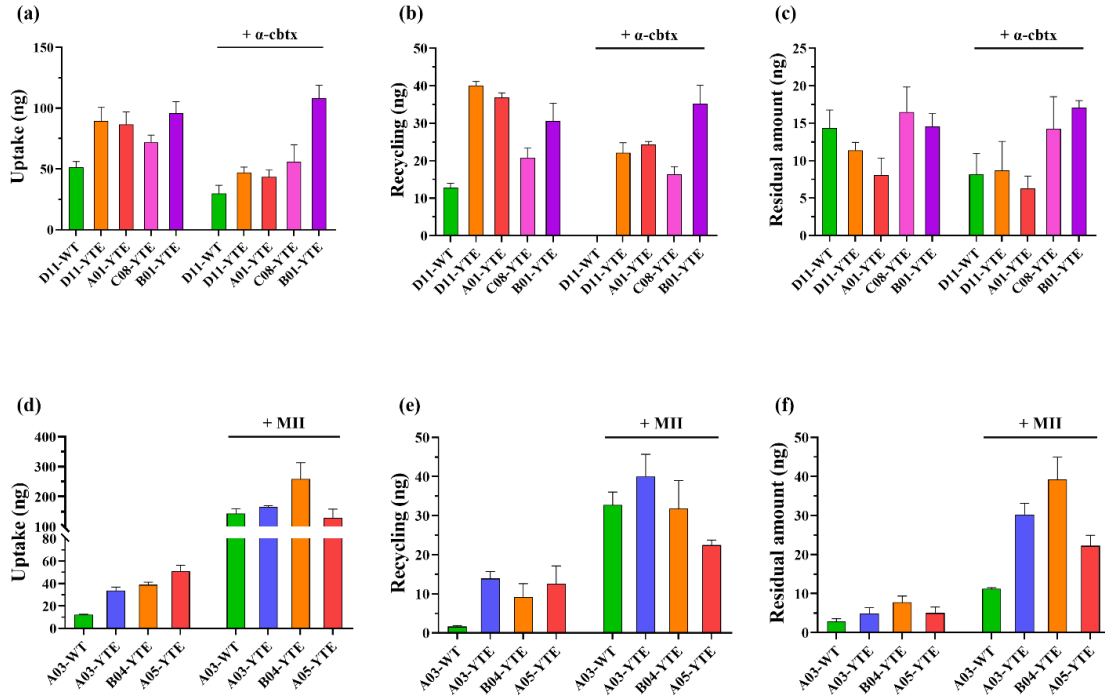 (a)
+ α-cbtx
Uptake (ng)
150
100
50
0
D11-WT
D11-YTE
A01-YTE
C08-YTE
B01-YTE
D11-WT
D11-YTE
A01-YTE
C08-YTE
B01-YTE
(b)
+ α-cbtx
Recycling (ng)
50
40
30
20
10
0
D11-WT
D11-YTE
A01-YTE
C08-YTE
B01-YTE
D11-WT
D11-YTE
A01-YTE
C08-YTE
B01-YTE
(c)
+ α-cbtx
Residual amount (ng)
25
20
15
10
5
0
D11-WT
D11-YTE
A01-YTE
C08-YTE
B01-YTE
D11-WT
D11-YTE
A01-YTE
C08-YTE
B01-YTE
(d)
+ MII
Uptake (ng)
400
300
200
100
80
60
40
20
0
A03-WT
A03-YTE
B04-YTE
A05-YTE
A03-WT
A03-YTE
B04-YTE
A05-YTE
(e)
+ MII
Recycling (ng)
50
40
30
20
10
0
A03-WT
A03-YTE
B04-YTE
A05-YTE
A03-WT
A03-YTE
B04-YTE
A05-YTE
(f)
+ MII
Residual amount (ng)
50
40
30
20
10
0
A03-WT
A03-YTE
B04-YTE
A05-YTE
A03-WT
A03-YTE
B04-YTE
A05-YTE